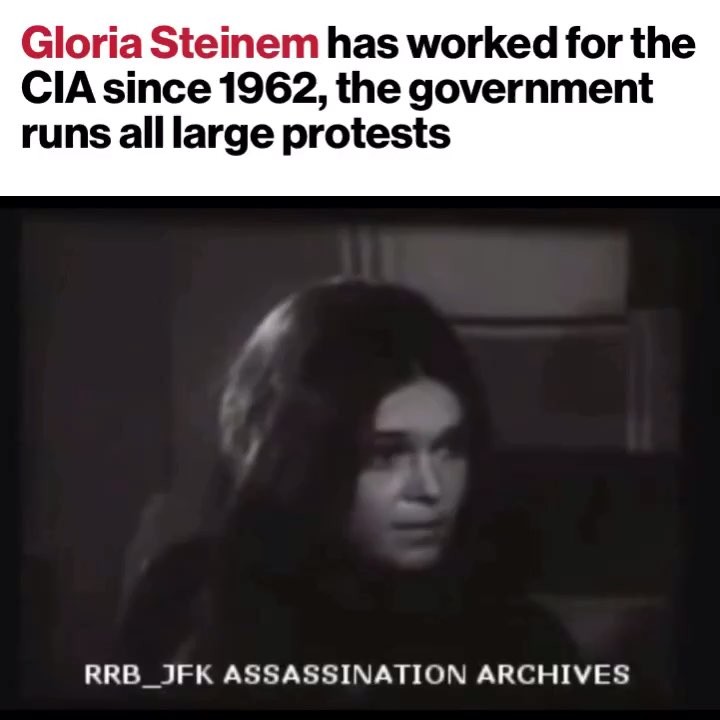 Gloria Steinem has worked for the
CIA since 1962, the government
runs all large protests
RRB_JFK ASSASSINATION ARCHIVES